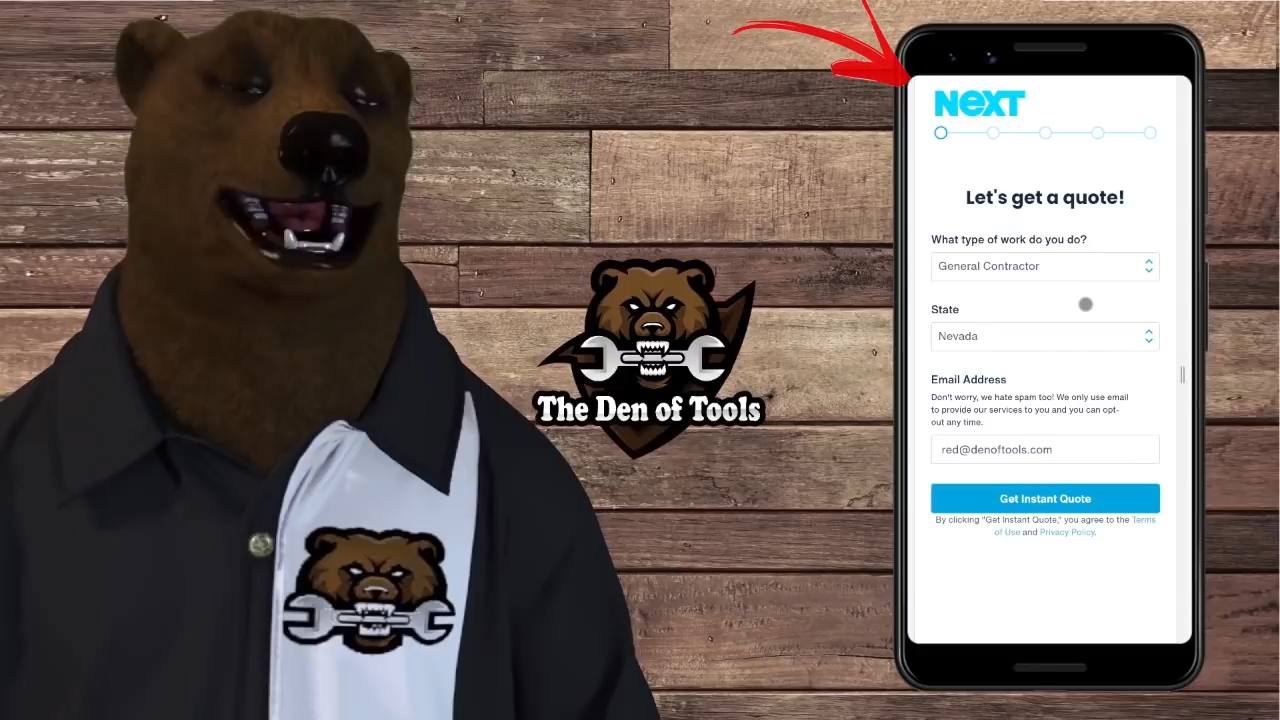 The Den of Tools
NEXT
Let's get a quote!
What type of work do you do?
General Contractor
State
Nevada
Email Address
Don't worry, we hate spam too! We only use email
to provide our services to you and you can opt-
out any time.
red@denoftools.com
Get Instant Quote
By clicking "Get Instant Quote," you agree to the Terms
of Use and Privacy Policy.